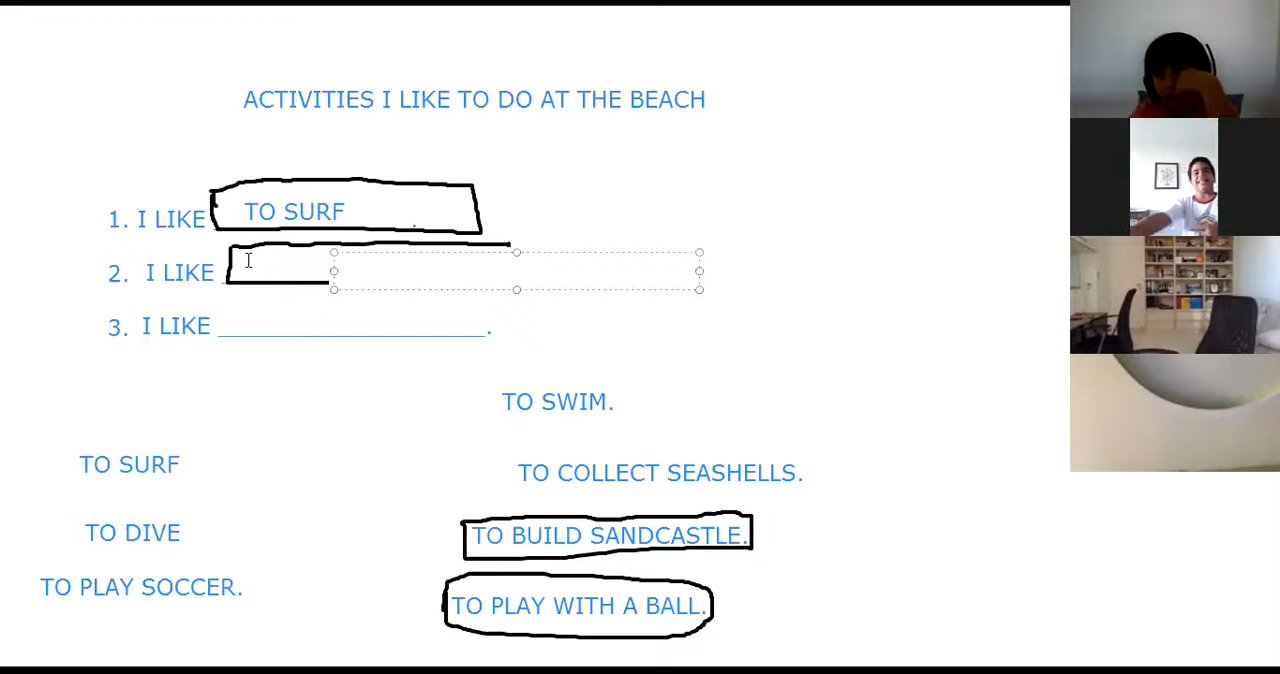 ACTIVITIES I LIKE TO DO AT THE BEACH
1. I LIKE TO SURF .
2. I LIKE _
3. I LIKE ______________________.
TO SWIM.
TO SURF
TO COLLECT SEASHELLS.
TO DIVE
TO BUILD SANDCASTLE.
TO PLAY SOCCER.
TO PLAY WITH A BALL.